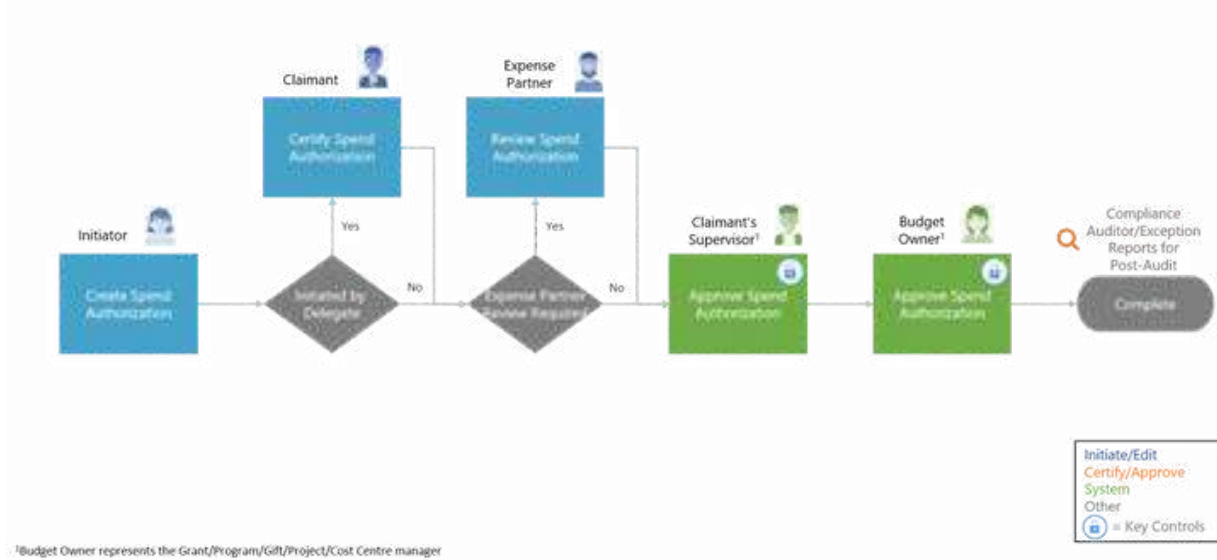 Claimant
Expense
Partner
Certify Spend
Authorization
Review Spend
Authorization
Yes
Yes
Initiator
Claimant's
Supervisor¹
Budget
Owner¹
Compliance
Auditor/Exception
Reports for
Post-Audit
Create Spend
Authorization
Initiated by
Delegate
No
Expense Partner
Review Required
No
Approve Spend
Authorization
Approve Spend
Authorization
Complete
Initiate/Edit
Certify/Approve
System
Other
= Key Controls
¹Budget Owner represents the Grant/Program/Gift/Project/Cost Centre manager